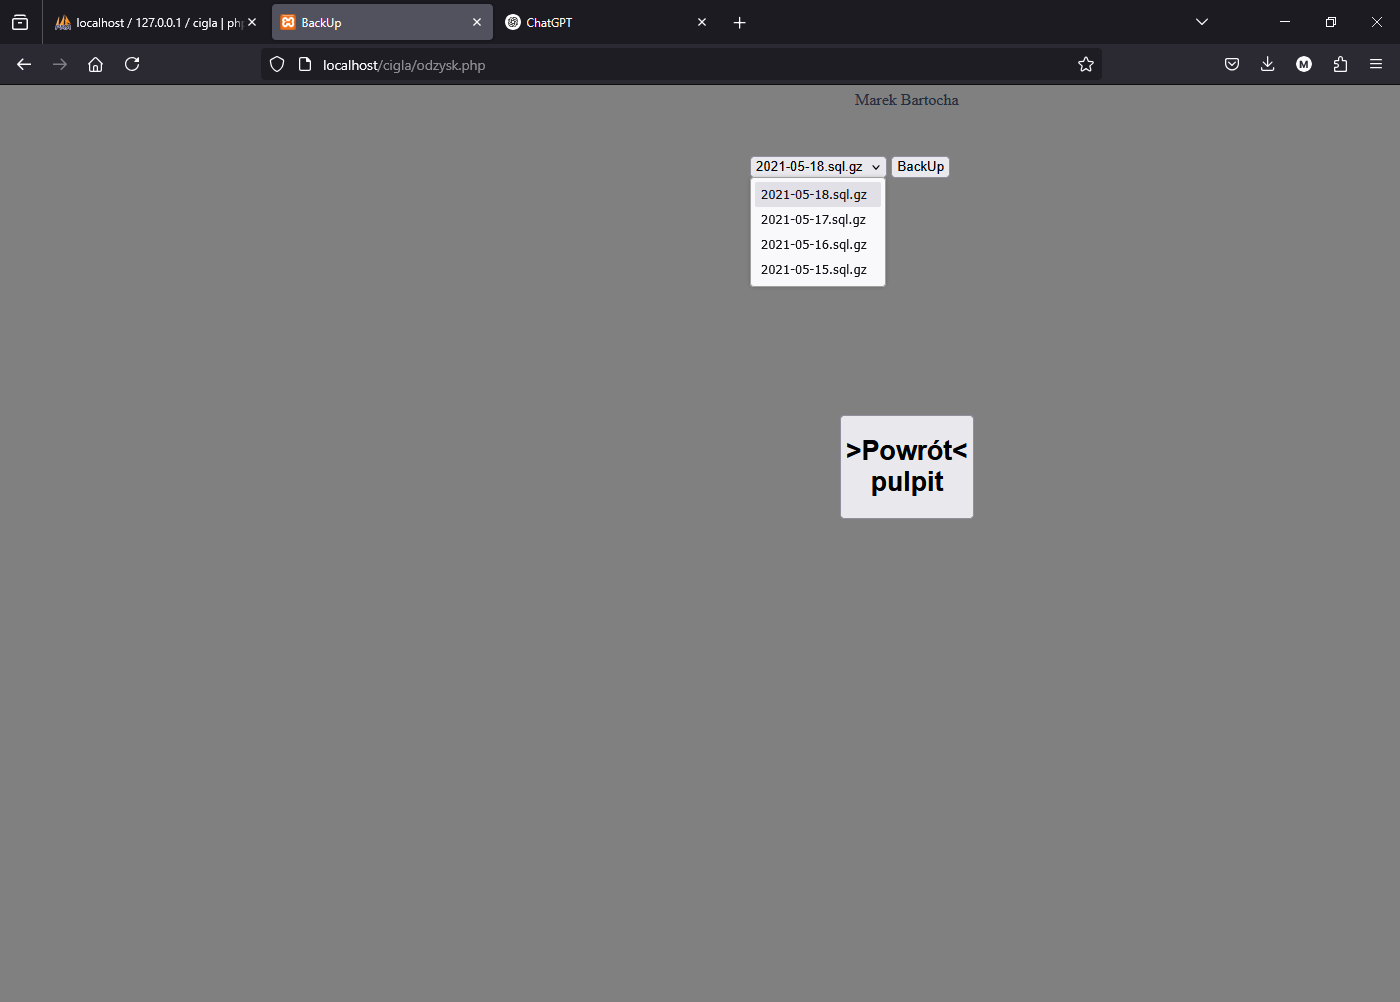 localhost / 127.0.0.1 / cigla | php
BackUp
ChatGPT
localhost/cigla/odzysk.php
M
Marek Bartocha
2021-05-18.sql.gz
BackUp
2021-05-18.sql.gz
2021-05-17.sql.gz
2021-05-16.sql.gz
2021-05-15.sql.gz
>Powrót<
pulpit